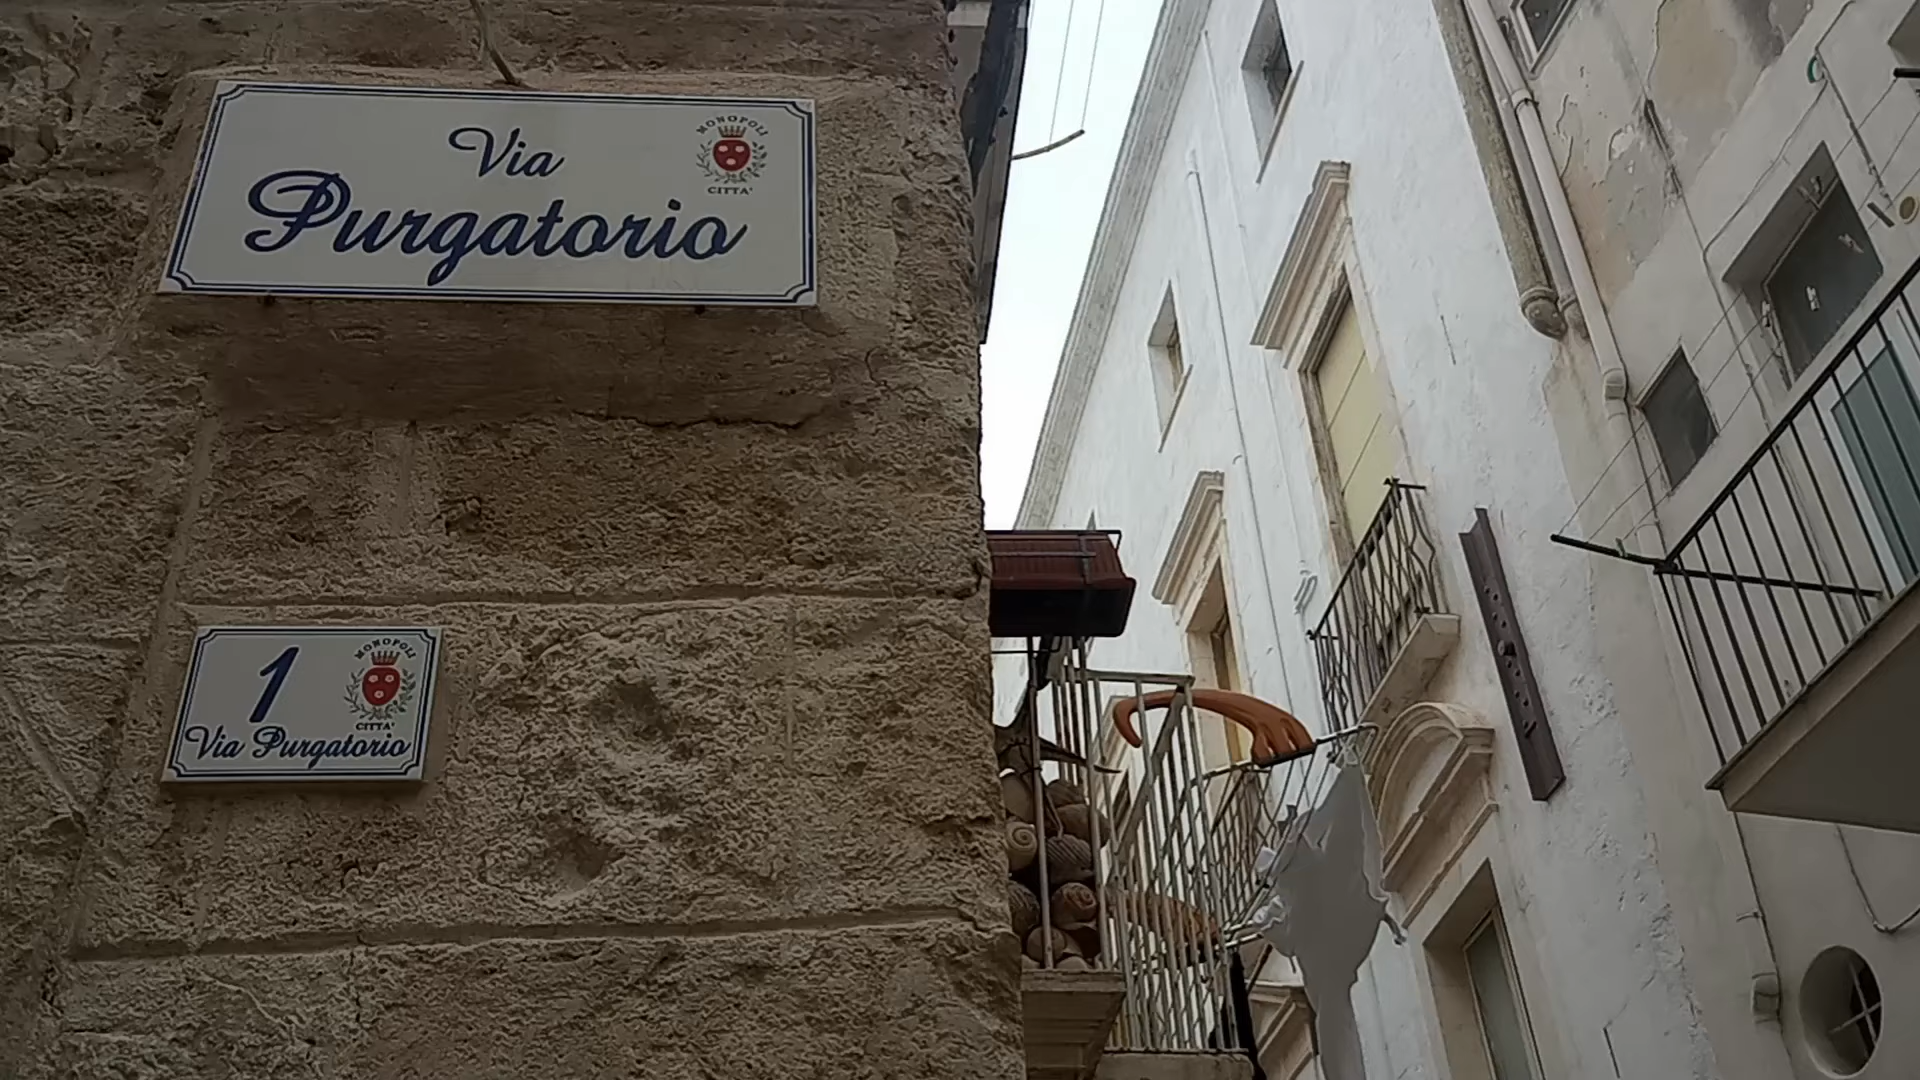 Via
Purgatorio
MONOPOLI
CITTA'
1
Via Purgatorio
MONOPOLI
CITTA'